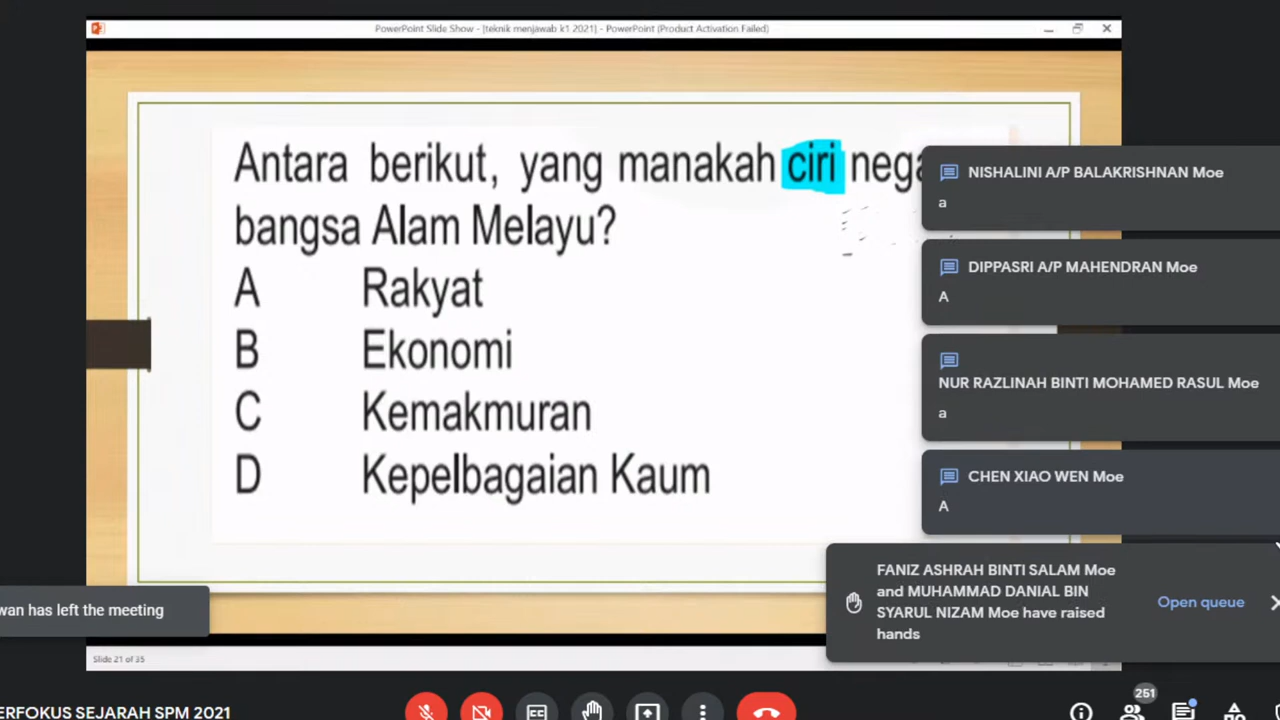 PowerPoint Slide Show - [teknik menjawab k1 2021] - PowerPoint (Product Activation Failed)
Antara berikut, yang manakah ciri nega
bangsa Alam Melayu?
A Rakyat
B Ekonomi
C Kemakmuran
D Kepelbagaian Kaum
NISHALINI A/P BALAKRISHNAN Moe
a
DIPPASRI A/P MAHENDRAN Moe
A
NUR RAZLINAH BINTI MOHAMED RASUL Moe
a
CHEN XIAO WEN Moe
A
FANIZ ASHRAH BINTI SALAM Moe
and MUHAMMAD DANIAL BIN
SYARUL NIZAM Moe have raised
hands
Open queue
wan has left the meeting
Slide 21 of 35
ERFOKUS SEJARAH SPM 2021
CC
251